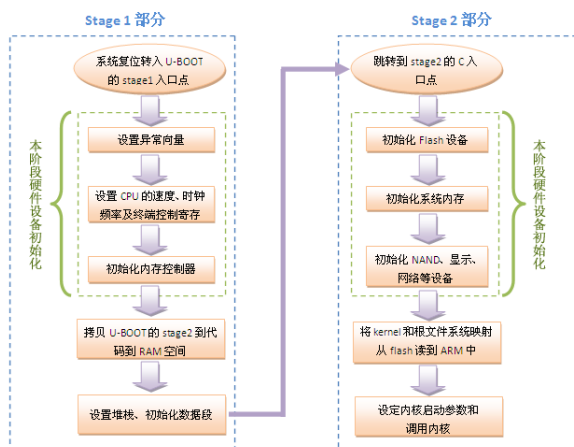 Stage 1 部分
系统复位转入 U-BOOT
的 stage1 入口点
本阶段硬件设备初始化
设置异常向量
设置 CPU 的速度、时钟
频率及终端控制寄存
初始化内存控制器
拷贝 U-BOOT 的 stage2 到代
码到 RAM 空间
设置堆栈、初始化数据段
Stage 2 部分
跳转到 stage2 的 C 入
口点
初始化 Flash 设备
初始化系统内存
初始化 NAND、显示、
网络等设备
本阶段硬件设备初始化
将 kernel 和根文件系统映射
从 flash 读到 ARM 中
设定内核启动参数和
调用内核